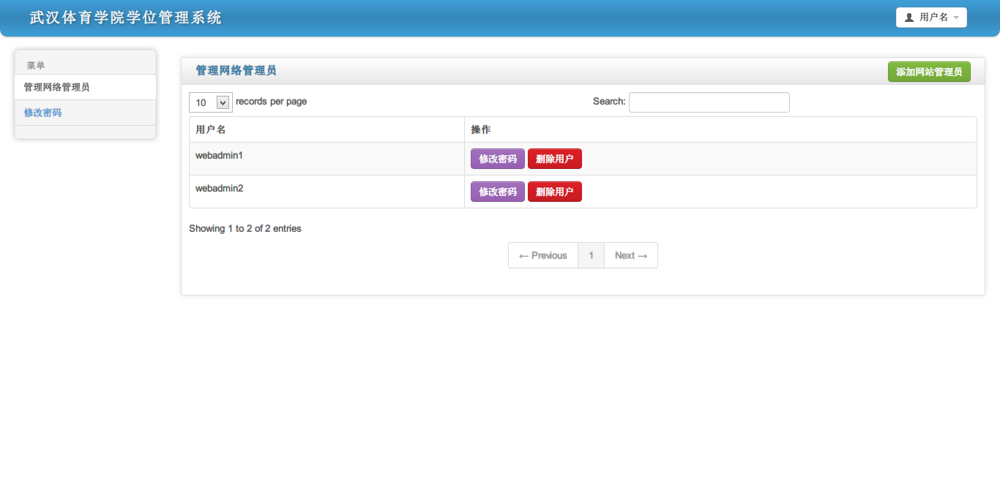 武汉体育学院学位管理系统
用户名
菜单
管理网络管理员
修改密码
管理网络管理员
添加网站管理员
10 records per page
Search:
用户名 操作
webadmin1 修改密码 删除用户
webadmin2 修改密码 删除用户
Showing 1 to 2 of 2 entries
← Previous 1 Next →